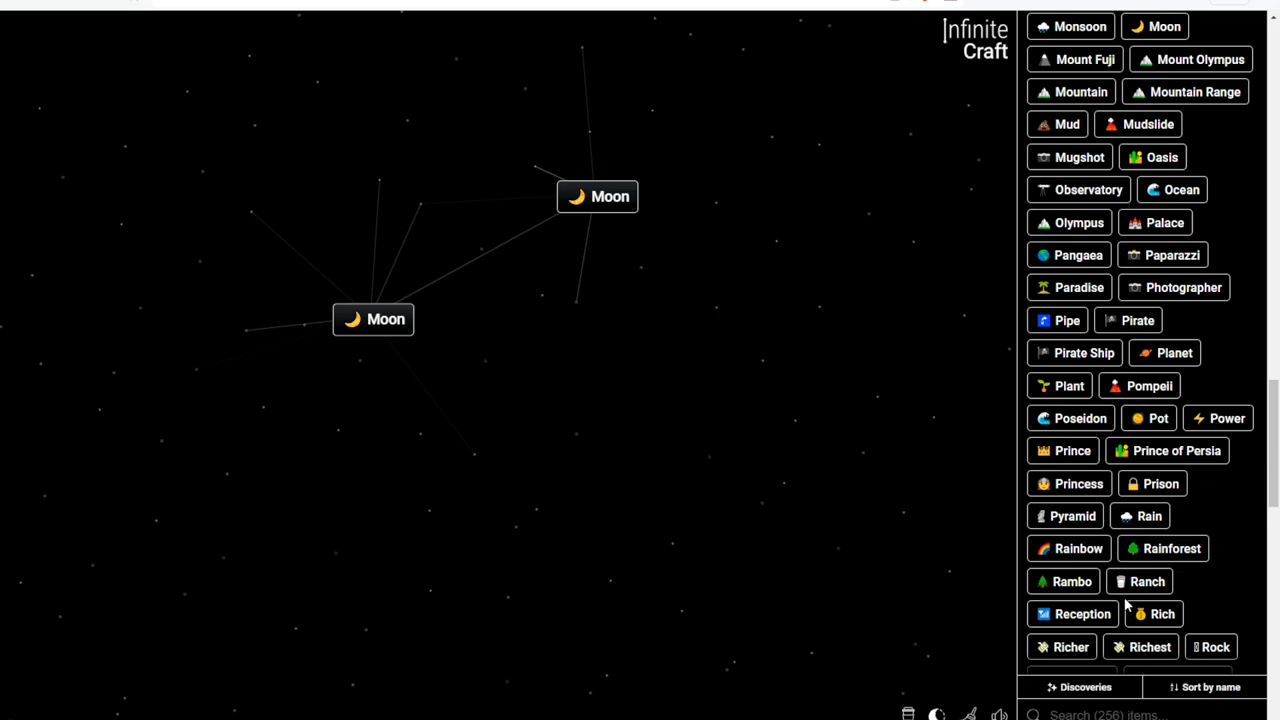 Infinite
Craft
Moon
Moon
Monsoon Moon
Mount Fuji Mount Olympus
Mountain Mountain Range
Mud Mudslide
Mugshot Oasis
Observatory Ocean
Olympus Palace
Pangaea Paparazzi
Paradise Photographer
Pipe Pirate
Pirate Ship Planet
Plant Pompeii
Poseidon Pot Power
Prince Prince of Persia
Princess Prison
Pyramid Rain
Rainbow Rainforest
Rambo Ranch
Reception Rich
Richer Richest Rock
Discoveries Sort by name
Search (256) items...